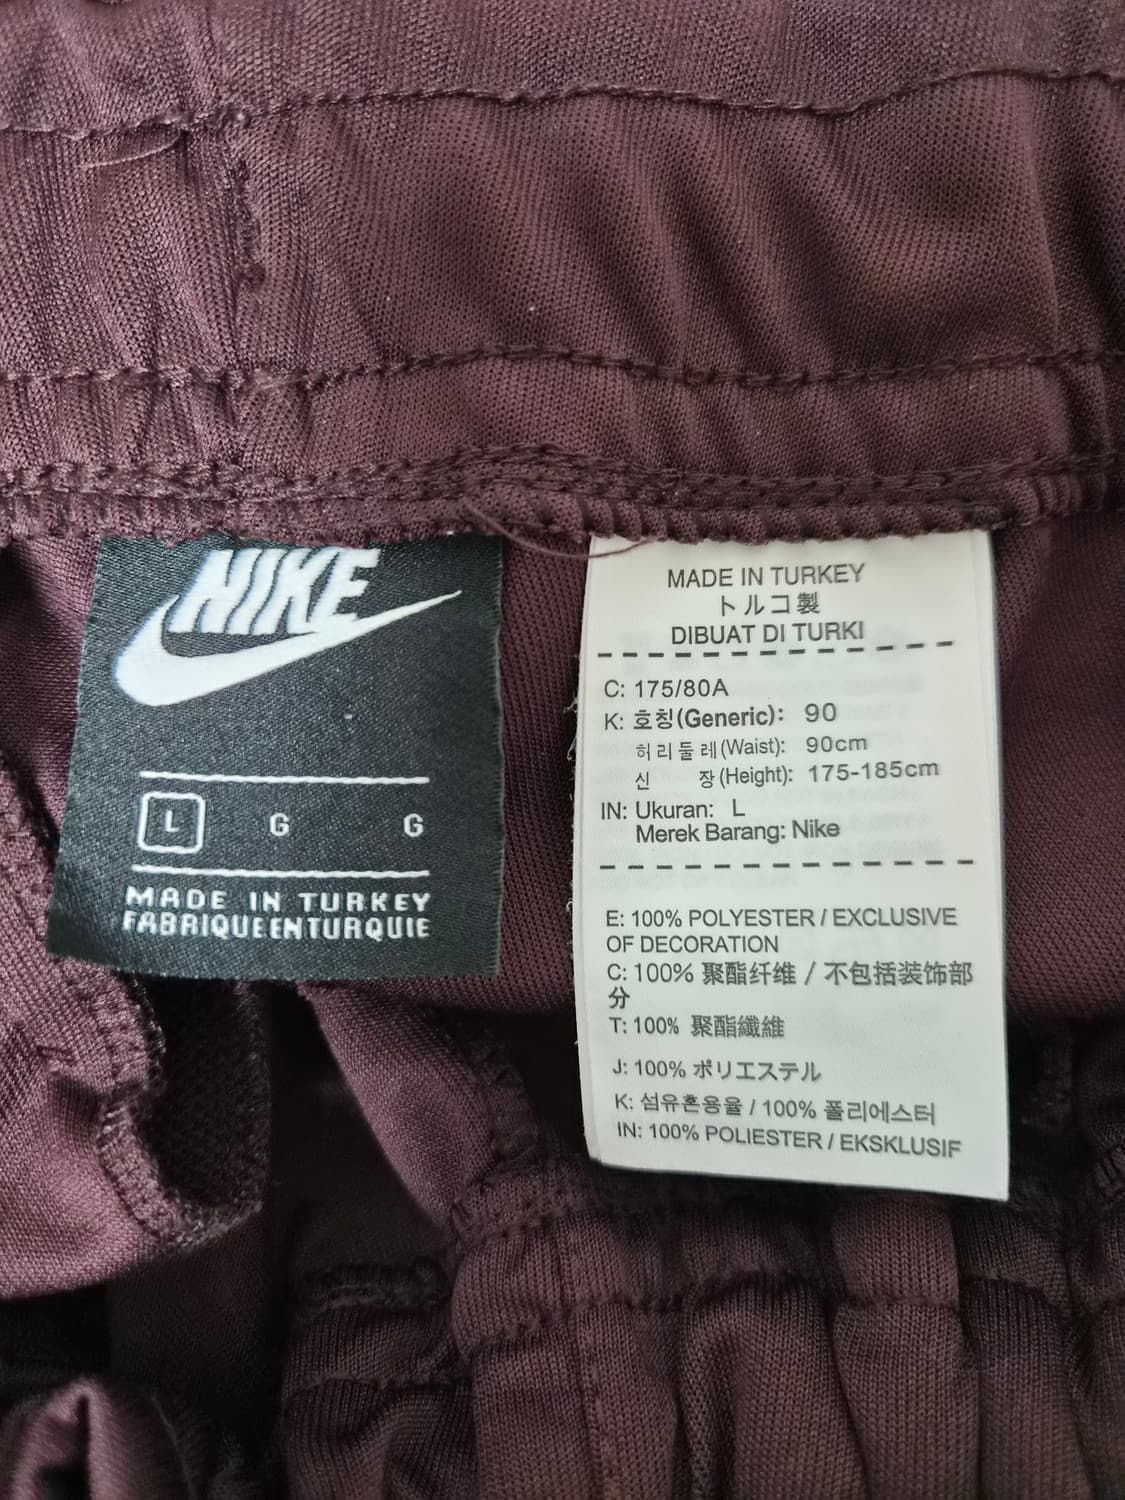 NIKE
L G G
MADE IN TURKEY
FABRIQUE EN TURQUIE
MADE IN TURKEY
トルコ製
DIBUAT DI TURKI
C: 175/80A
K: 호칭(Generic): 90
허리둘레(Waist): 90cm
신 장(Height): 175-185cm
IN: Ukuran: L
Merek Barang: Nike
E: 100% POLYESTER / EXCLUSIVE
OF DECORATION
C: 100% 聚酯纤维 / 不包括装饰部
分
T: 100% 聚酯纖維
J: 100% ポリエステル
K: 섬유혼용율 / 100% 폴리에스터
IN: 100% POLIESTER / EKSKLUSIF